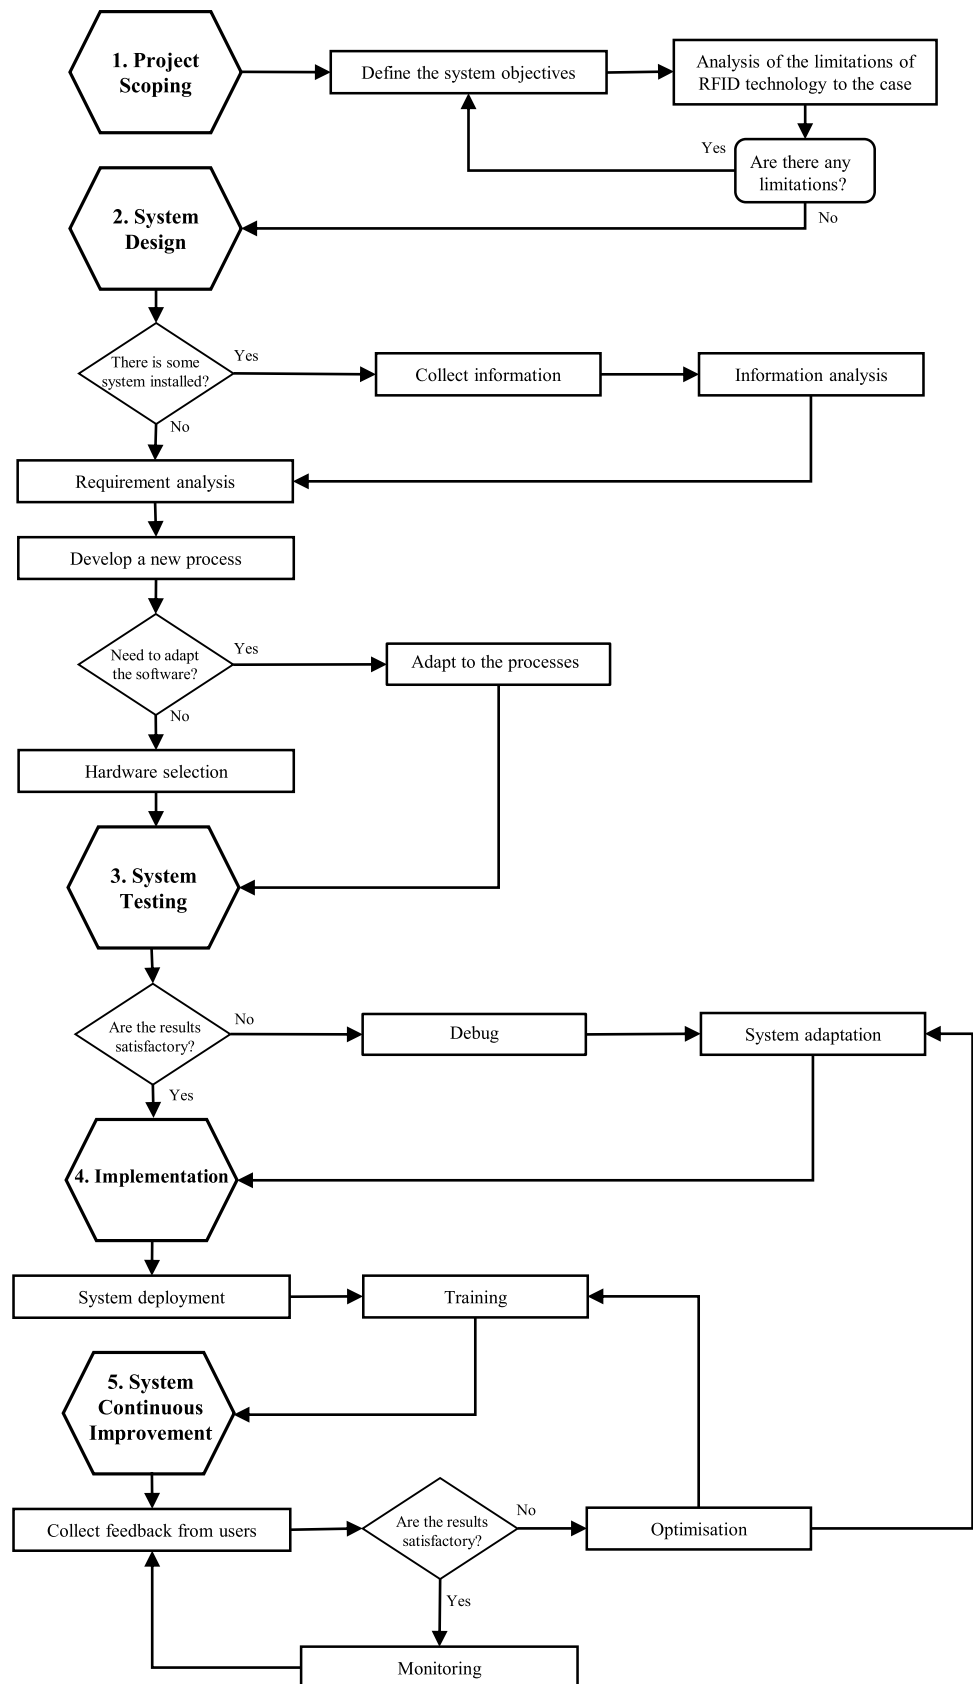 1. Project
Scoping
Define the system objectives
Analysis of the limitations of
RFID technology to the case
Yes
Are there any
limitations?
No
2. System
Design
There is some
system installed?
Yes
Collect information
Information analysis
No
Requirement analysis
Develop a new process
Need to adapt
the software?
Yes
Adapt to the processes
No
Hardware selection
3. System
Testing
Are the results
satisfactory?
No
Debug
System adaptation
Yes
4. Implementation
System deployment
Training
5. System
Continuous
Improvement
Collect feedback from users
Are the results
satisfactory?
No
Optimisation
Yes
Monitoring